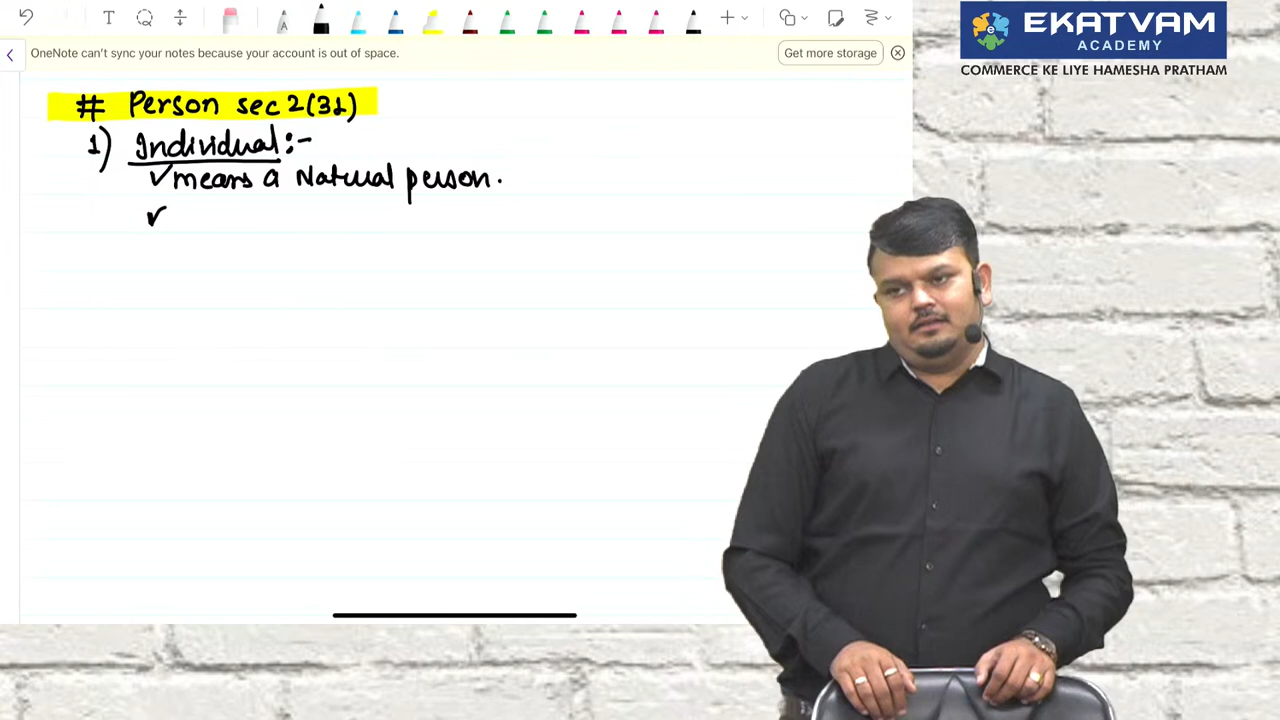 OneNote can't sync your notes because your account is out of space.
Get more storage
EKATVAM
ACADEMY
COMMERCE KE LIYE HAMESHA PRATHAM
# Person sec 2(31)
1) Individual :-
✓ means a Natural person.
✓